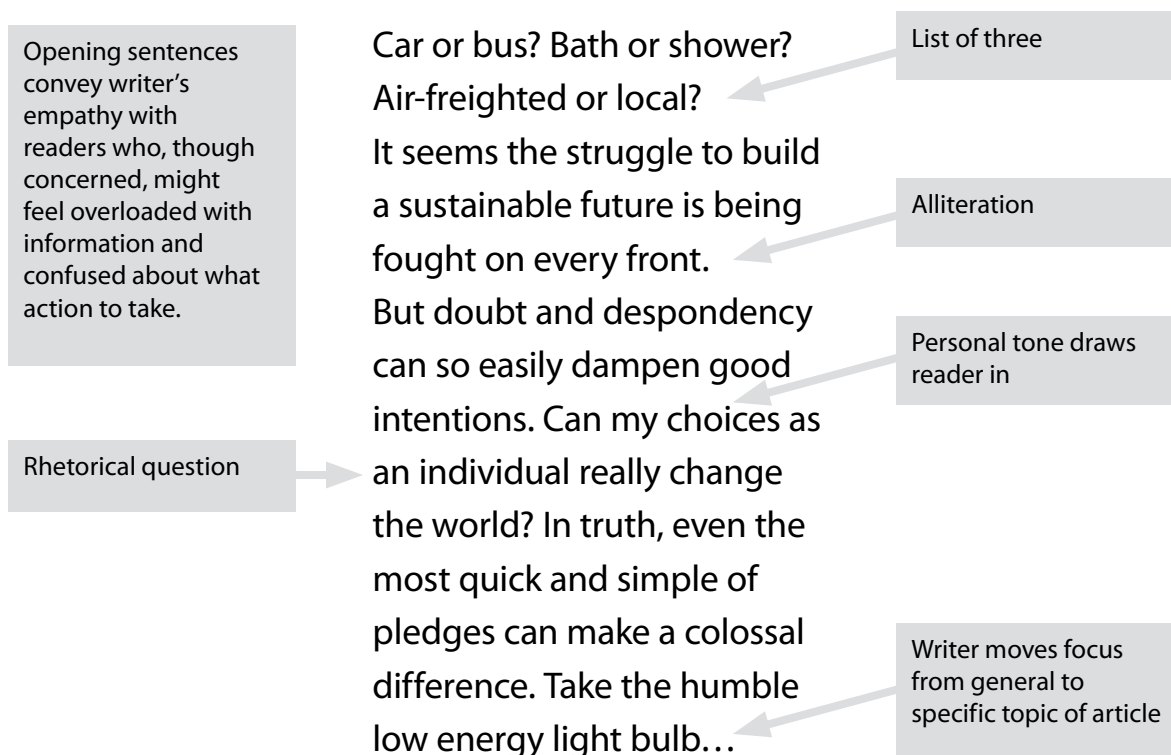 Opening sentences
convey writer’s
empathy with
readers who, though
concerned, might
feel overloaded with
information and
confused about what
action to take.
Rhetorical question
Car or bus? Bath or shower?
Air-freighted or local?
It seems the struggle to build
a sustainable future is being
fought on every front.
But doubt and despondency
can so easily dampen good
intentions. Can my choices as
an individual really change
the world? In truth, even the
most quick and simple of
pledges can make a colossal
difference. Take the humble
low energy light bulb…
List of three
Alliteration
Personal tone draws
reader in
Writer moves focus
from general to
specific topic of article